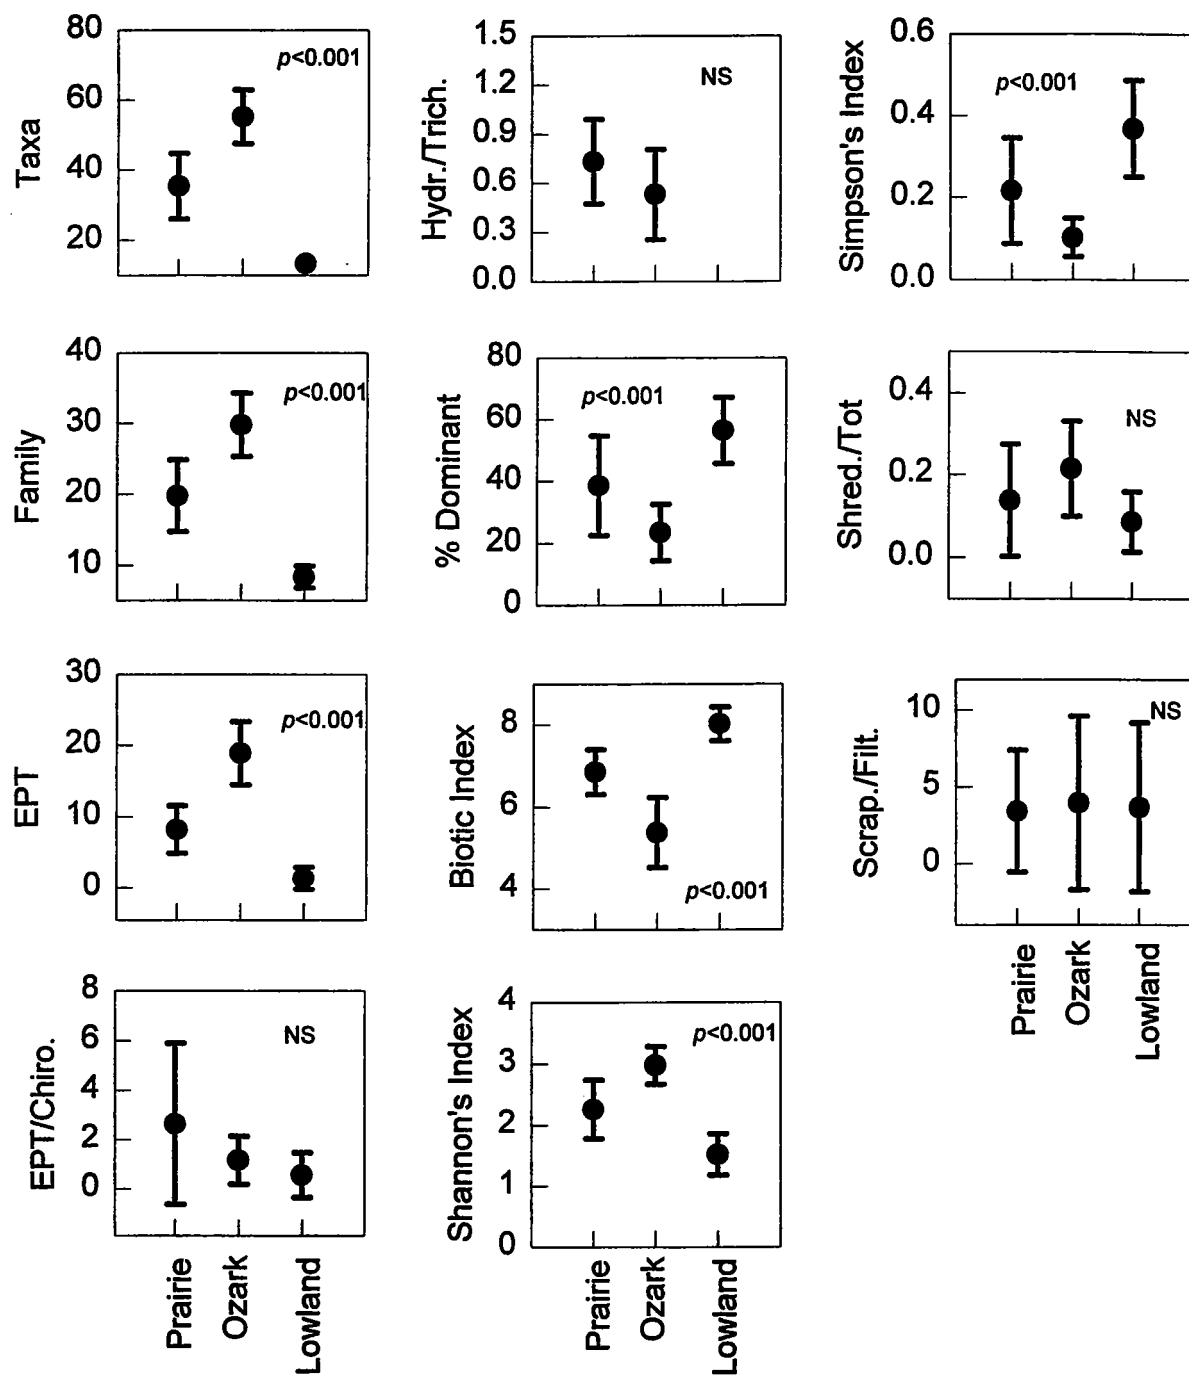 Taxa
80
60
40
20
p<0.001
Family
40
30
20
10
p<0.001
EPT
30
20
10
0
p<0.001
EPT/Chiro.
8
6
4
2
0
NS
Prairie
Ozark
Lowland
Hydr./Trich.
1.5
1.2
0.9
0.6
0.3
0.0
NS
% Dominant
80
60
40
20
0
p<0.001
Biotic Index
8
6
4
p<0.001
Shannon's Index
4
3
2
1
0
p<0.001
Prairie
Ozark
Lowland
Simpson's Index
0.6
0.4
0.2
0.0
p<0.001
Shred./Tot
0.4
0.2
0.0
NS
Scrap./Filt.
10
5
0
NS
Prairie
Ozark
Lowland